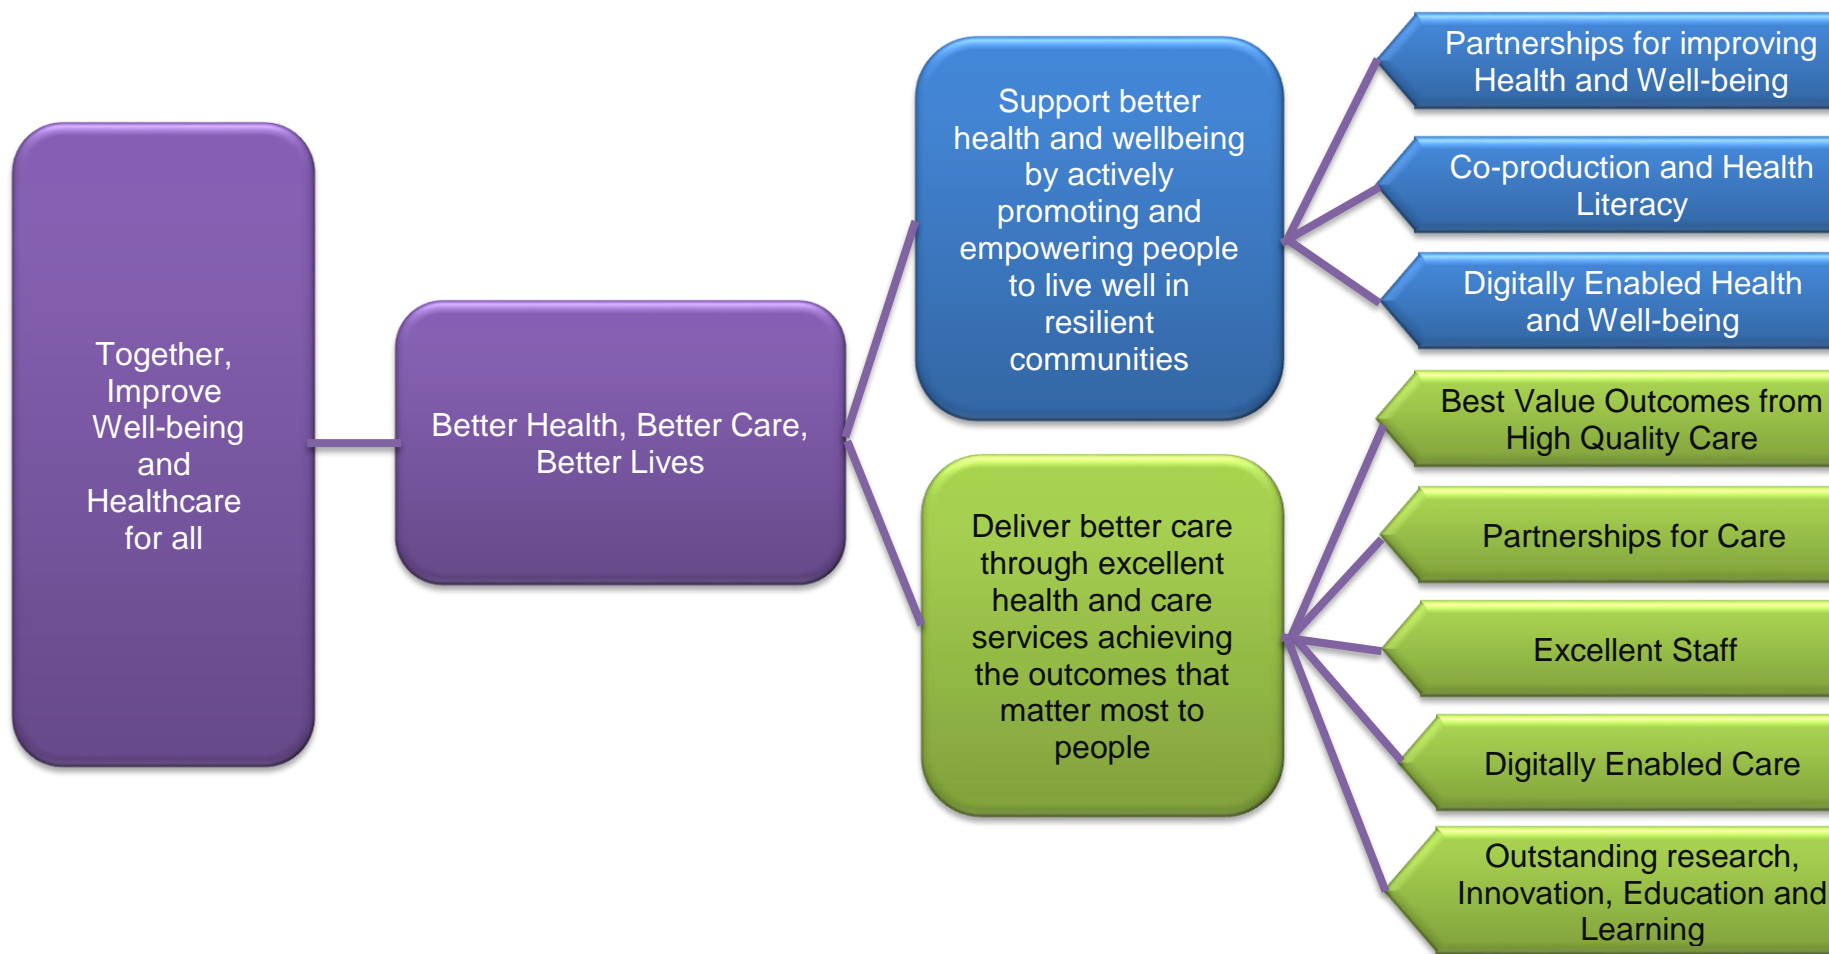 Together,
Improve
Well-being
and
Healthcare
for all
Better Health, Better Care,
Better Lives
Support better
health and wellbeing
by actively
promoting and
empowering people
to live well in
resilient
communities
Deliver better care
through excellent
health and care
services achieving
the outcomes that
matter most to
people
Partnerships for improving
Health and Well-being
Co-production and Health
Literacy
Digitally Enabled Health
and Well-being
Best Value Outcomes from
High Quality Care
Partnerships for Care
Excellent Staff
Digitally Enabled Care
Outstanding research,
Innovation, Education and
Learning